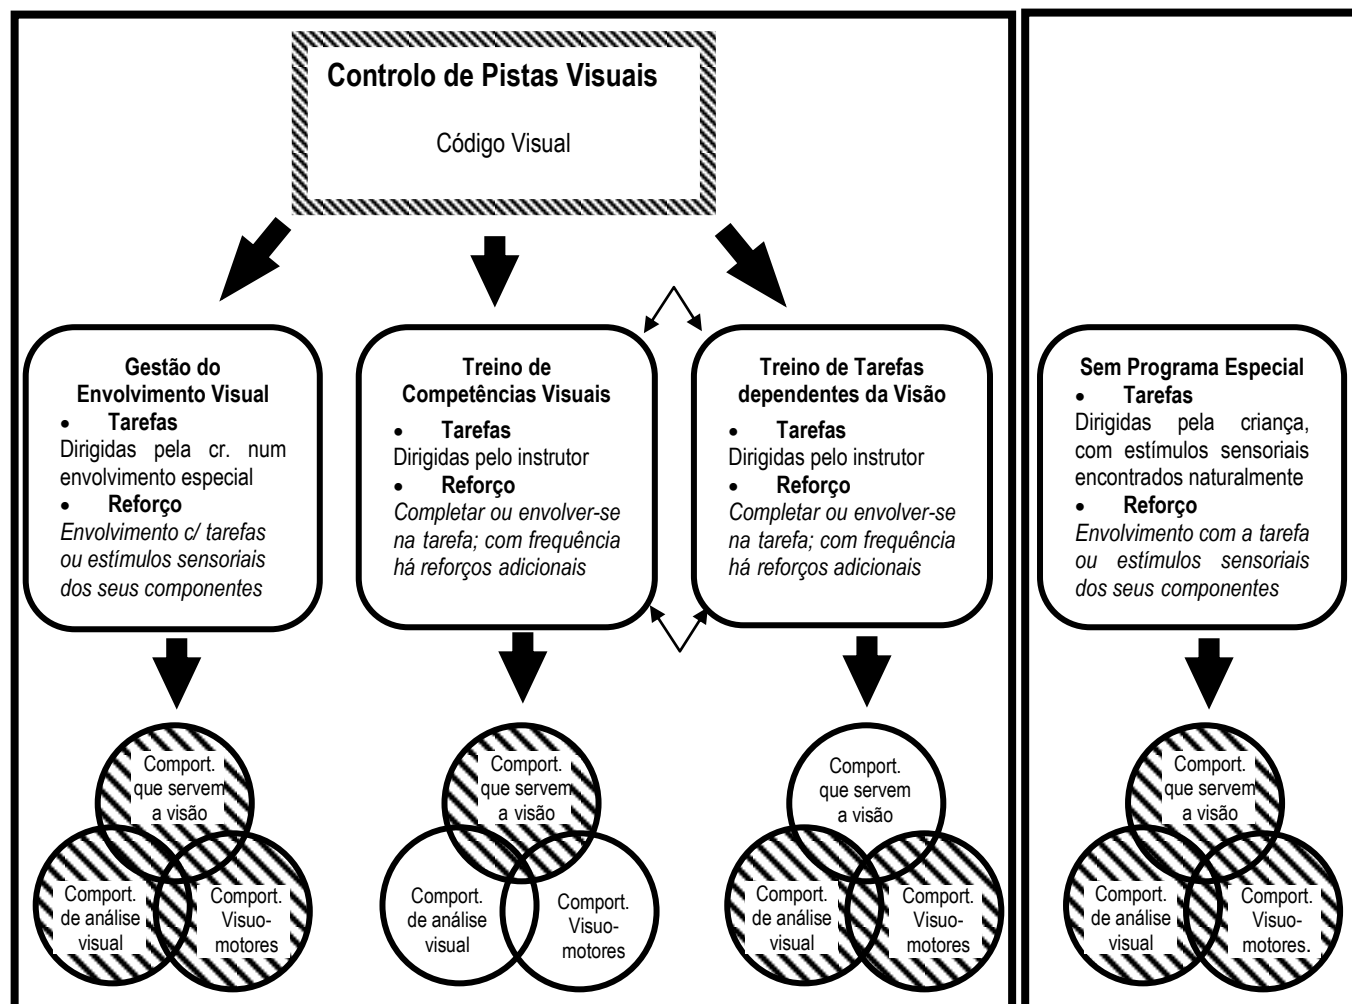 Controlo de Pistas Visuais
Código Visual
Gestão do
Envolvimento Visual
• Tarefas
Dirigidas pela cr. num
envolvimento especial
• Reforço
Envolvimento c/ tarefas
ou estímulos sensoriais
dos seus componentes
Treino de
Competências Visuais
• Tarefas
Dirigidas pelo instrutor
• Reforço
Completar ou envolver-se
na tarefa; com frequência
há reforços adicionais
Treino de Tarefas
dependentes da Visão
• Tarefas
Dirigidas pelo instrutor
• Reforço
Completar ou envolver-se
na tarefa; com frequência
há reforços adicionais
Sem Programa Especial
• Tarefas
Dirigidas pela criança,
com estímulos sensoriais
encontrados naturalmente
• Reforço
Envolvimento com a tarefa
ou estímulos sensoriais
dos seus componentes
Comport.
que servem
a visão
Comport.
de análise
visual
Comport.
Visuo-
motores
Comport.
que servem
a visão
Comport.
de análise
visual
Comport.
Visuo-
motores
Comport.
que servem
a visão
Comport.
de análise
visual
Comport.
Visuo-
motores
Comport.
que servem
a visão
Comport.
de análise
visual
Comport.
Visuo-
motores.